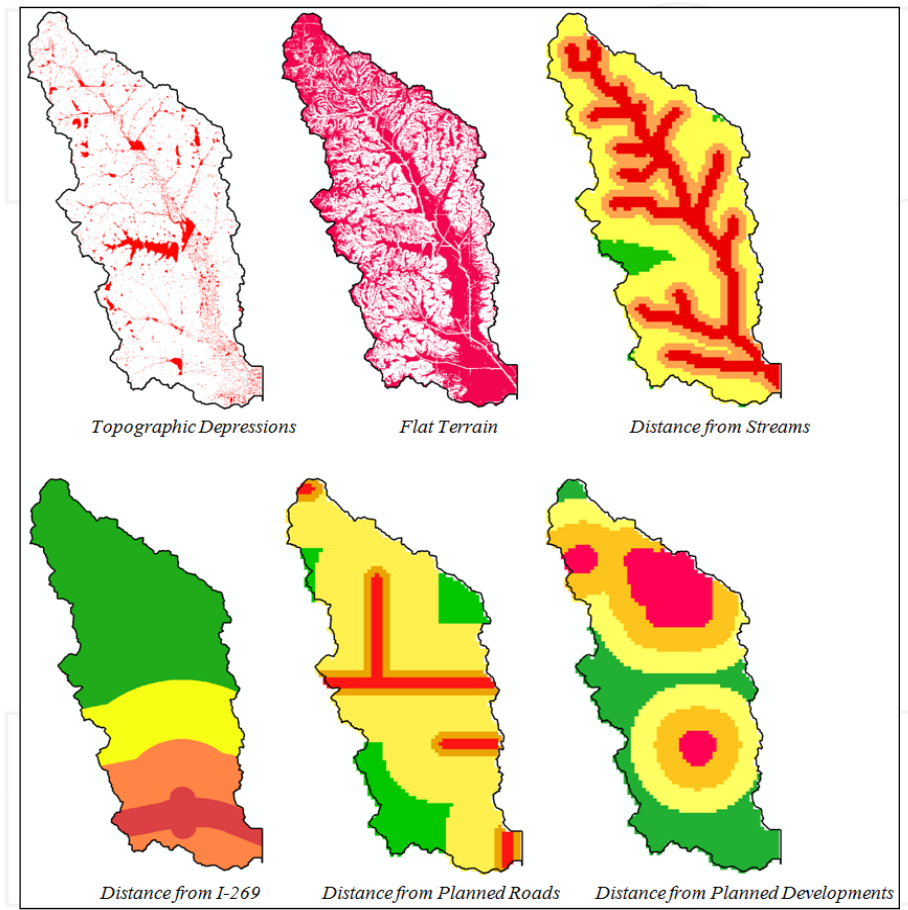 Topographic Depressions
Flat Terrain
Distance from Streams
Distance from I-269
Distance from Planned Roads
Distance from Planned Developments